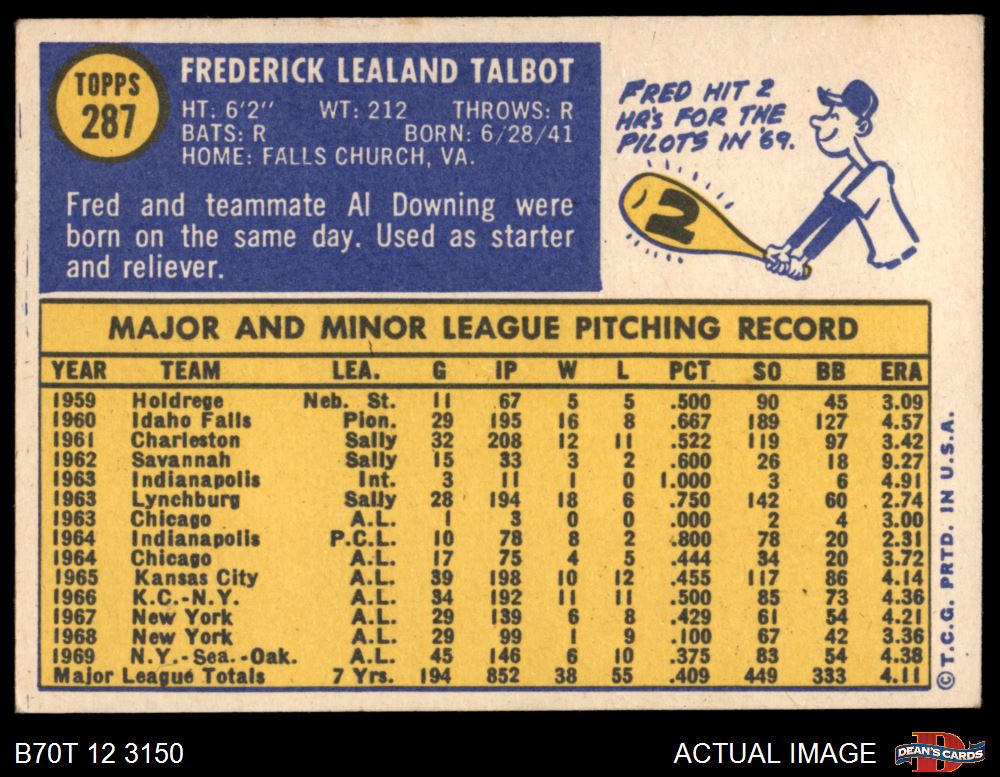 TOPPS
287
FREDERICK LEALAND TALBOT
HT: 6'2" WT: 212 THROWS: R
BATS: R BORN: 6/28/41
HOME: FALLS CHURCH, VA.
Fred and teammate Al Downing were
born on the same day. Used as starter
and reliever.
FRED HIT 2
HR's FOR THE
PILOTS IN '69.
2
MAJOR AND MINOR LEAGUE PITCHING RECORD
YEAR TEAM LEA. G IP W L PCT SO BB ERA
1959 Holdrege Neb. St. 11 67 5 5 .500 90 45 3.09
1960 Idaho Falls Pion. 29 195 16 8 .667 189 127 4.57
1961 Charleston Sally 32 208 12 11 .522 119 97 3.42
1962 Savannah Sally 15 33 3 2 .600 26 18 9.27
1963 Indianapolis Int. 3 11 1 0 1.000 3 6 4.91
1963 Lynchburg Sally 28 194 18 6 .750 142 60 2.74
1963 Chicago A.L. 1 3 0 0 .000 2 4 3.00
1964 Indianapolis P.C.L. 10 78 8 2 .800 88 20 2.31
1964 Chicago A.L. 17 75 4 5 .444 34 20 3.72
1965 Kansas City A.L. 39 198 10 12 .455 117 86 4.14
1966 K.C.-N.Y. A.L. 34 192 11 11 .500 85 73 4.36
1967 New York A.L. 29 139 6 8 .429 61 54 4.21
1968 New York A.L. 29 99 1 9 .100 67 42 3.36
1969 N.Y.-Sea.-Oak. A.L. 45 146 6 10 .375 83 54 4.38
Major League Totals 7 Yrs. 194 852 38 55 .409 449 333 4.11
©T.C.G. PRTD. IN U.S.A.
B70T 12 3150
ACTUAL IMAGE
D
DEAN'S CARDS